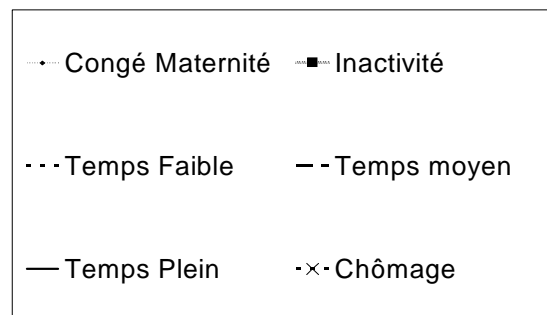 Congé Maternité Inactivité
Temps Faible Temps moyen
Temps Plein Chômage